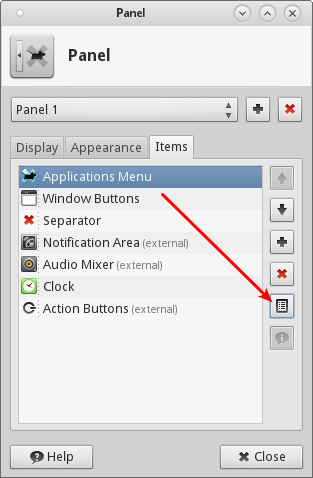 Panel
Panel
Panel 1
Display Appearance Items
Applications Menu
Window Buttons
Separator
Notification Area (external)
Audio Mixer (external)
Clock
Action Buttons (external)
Help Close